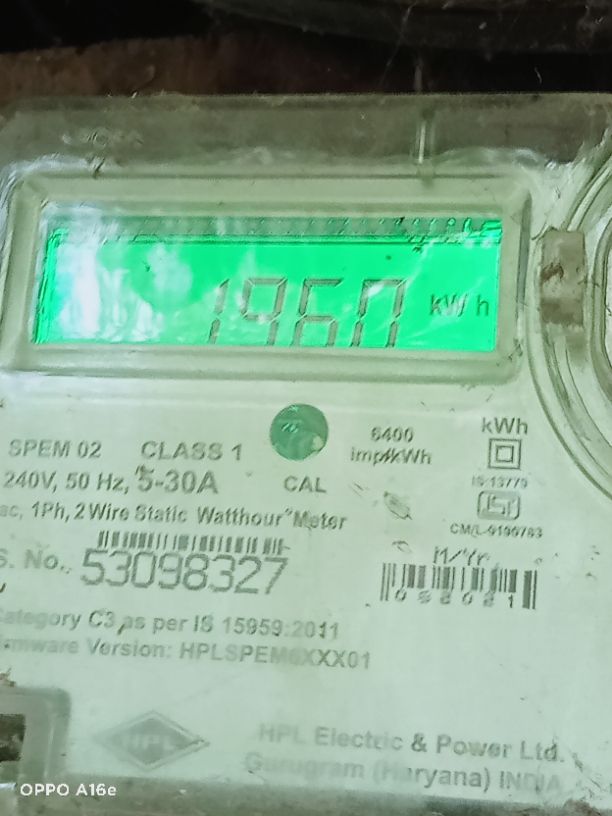 1960 kWh
SPEM 02 CLASS 1 6400 imp/kWh kWh
240V, 50 Hz, 5-30A CAL IS 13779
ac, 1Ph, 2 Wire Static Watthour Meter
CM/L-9190783
S. No. 53098327 M/Yr.
062021
Category C3, as per IS 15959:2011
Firmware Version: HPLSPEM0XXX01
HPL
HPL Electric & Power Ltd.
Gurugram (Haryana) INDIA
OPPO A16e